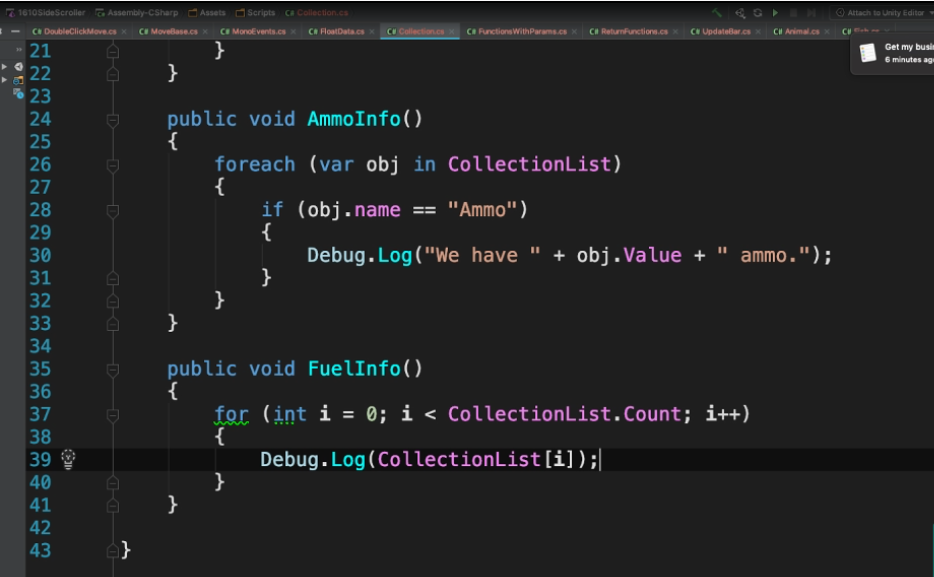 1610SideScroller Assembly-CSharp Assets Scripts C# Collection.cs Attach to Unity Editor
C# DoubleClickMove.cs × C# MoveBase.cs × C# MonoEvents.cs × C# FloatData.cs × C# Collection.cs × C# FunctionsWithParams.cs × C# ReturnFunctions.cs × C# UpdateBar.cs × C# Animal.cs × C#
Get my busi
6 minutes ago
21 }
22 }
23
24 public void AmmoInfo()
25 {
26 foreach (var obj in CollectionList)
27 {
28 if (obj.name == "Ammo")
29 {
30 Debug.Log("We have " + obj.Value + " ammo.");
31 }
32 }
33 }
34
35 public void FuelInfo()
36 {
37 for (int i = 0; i < CollectionList.Count; i++)
38 {
39 Debug.Log(CollectionList[i]);
40 }
41 }
42
43 }